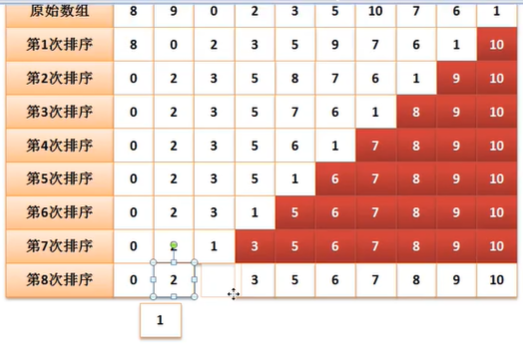 原始数组 8 9 0 2 3 5 10 7 6 1
第1次排序 8 0 2 3 5 9 7 6 1 10
第2次排序 0 2 3 5 8 7 6 1 9 10
第3次排序 0 2 3 5 7 6 1 8 9 10
第4次排序 0 2 3 5 6 1 7 8 9 10
第5次排序 0 2 3 5 1 6 7 8 9 10
第6次排序 0 2 3 1 5 6 7 8 9 10
第7次排序 0 2 1 3 5 6 7 8 9 10
第8次排序 0 2 3 5 6 7 8 9 10
1